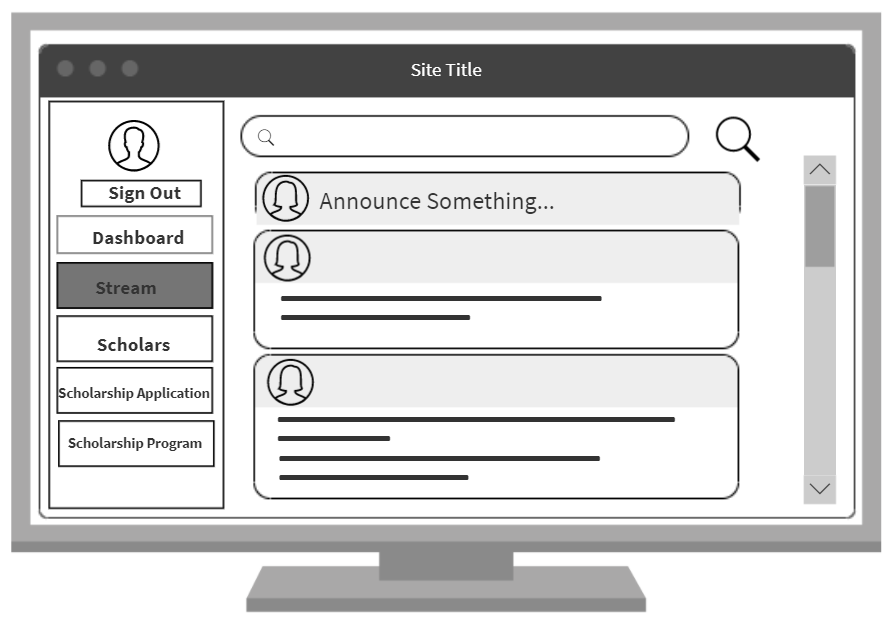 Site Title
Sign Out
Dashboard
Stream
Scholars
Scholarship Application
Scholarship Program
Announce Something...